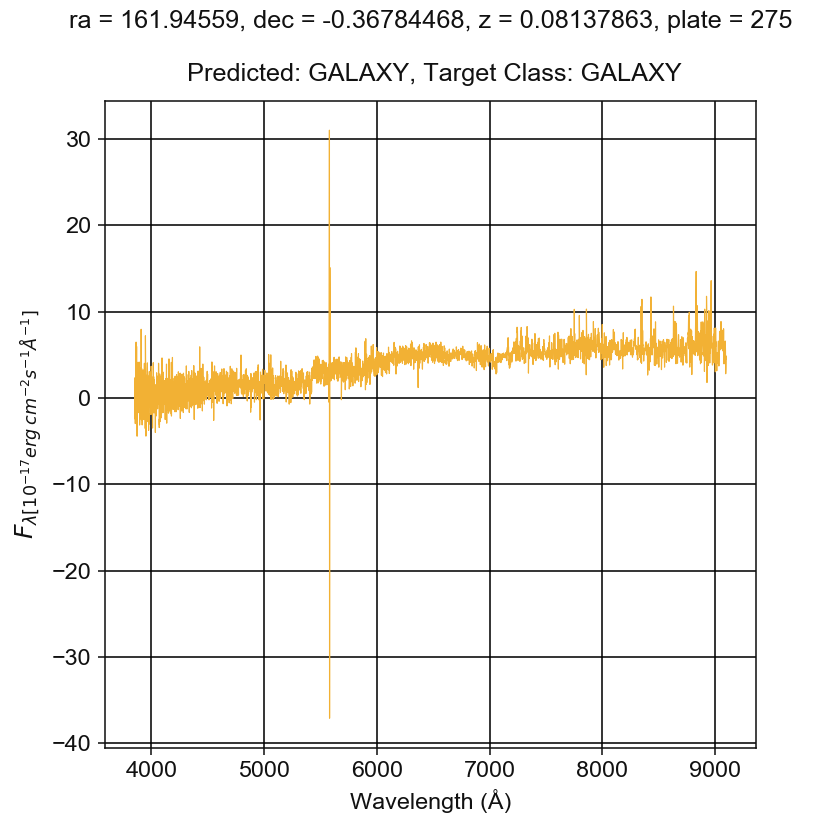 ra = 161.94559, dec = -0.36784468, z = 0.08137863, plate = 275
Predicted: GALAXY, Target Class: GALAXY
30
20
10
0
−10
−20
−30
−40
F_{λ[10^{−17} erg cm^{−2} s^{−1} Å^{−1}]}
4000 5000 6000 7000 8000 9000
Wavelength (Å)